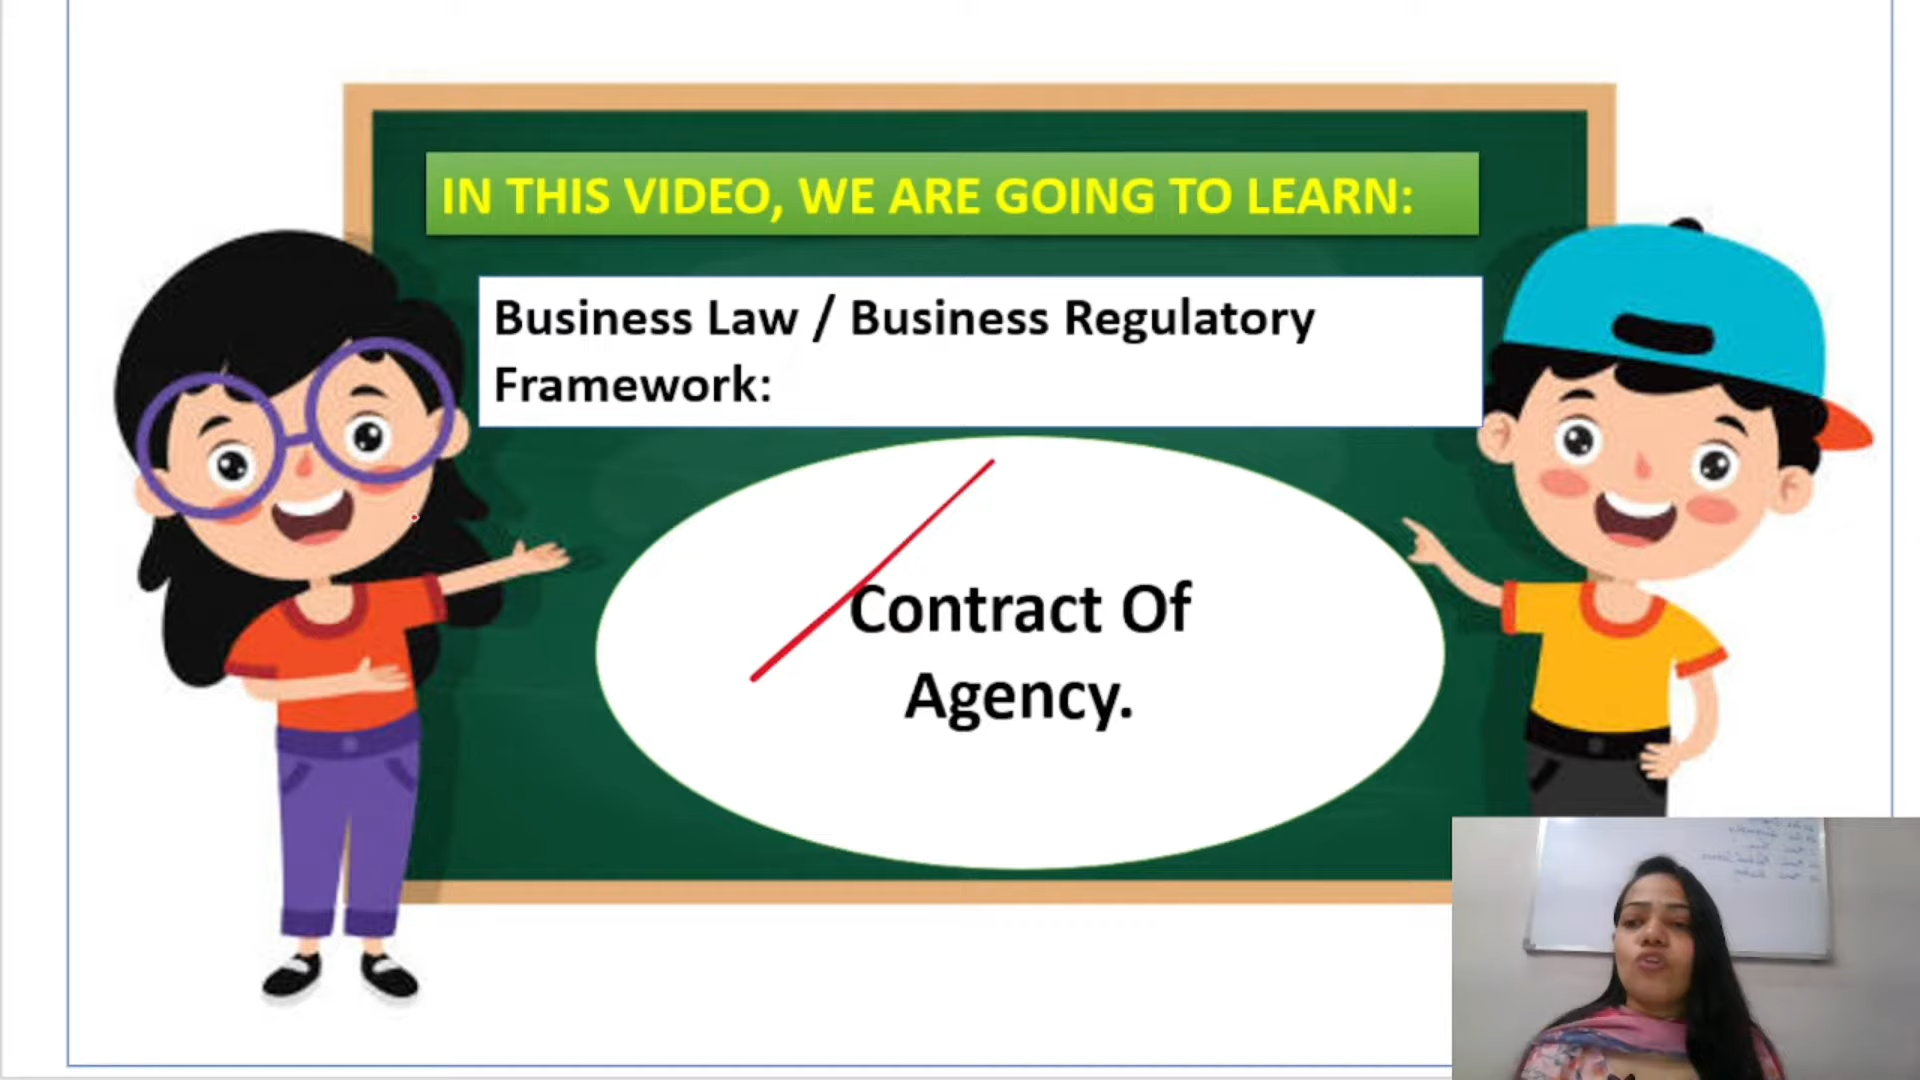 IN THIS VIDEO, WE ARE GOING TO LEARN:
Business Law / Business Regulatory
Framework:
Contract Of
Agency.